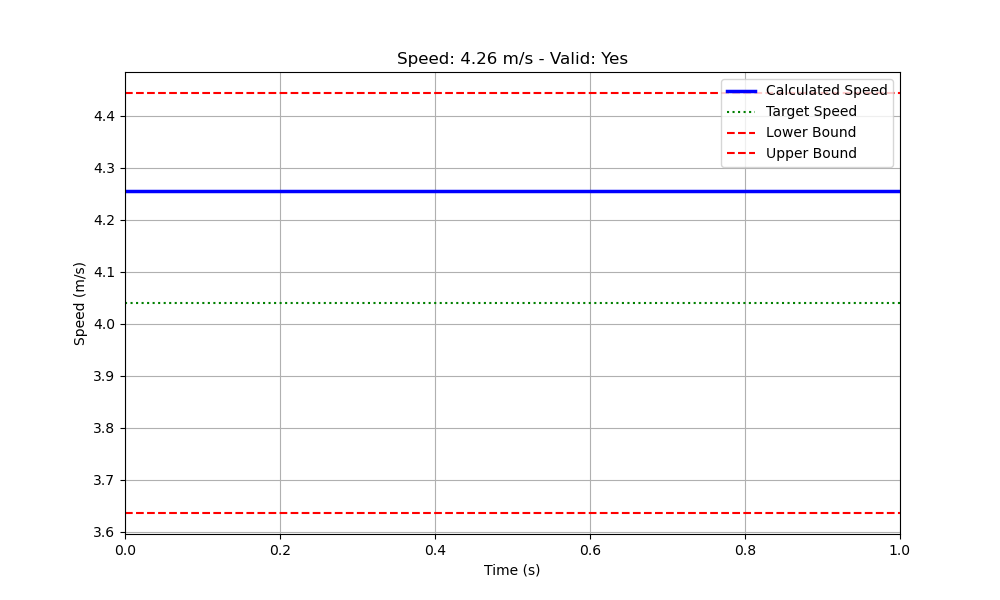 Speed: 4.26 m/s - Valid: Yes
Calculated Speed
Target Speed
Lower Bound
Upper Bound
Speed (m/s)
4.4
4.3
4.2
4.1
4.0
3.9
3.8
3.7
3.6
0.0 0.2 0.4 0.6 0.8 1.0
Time (s)